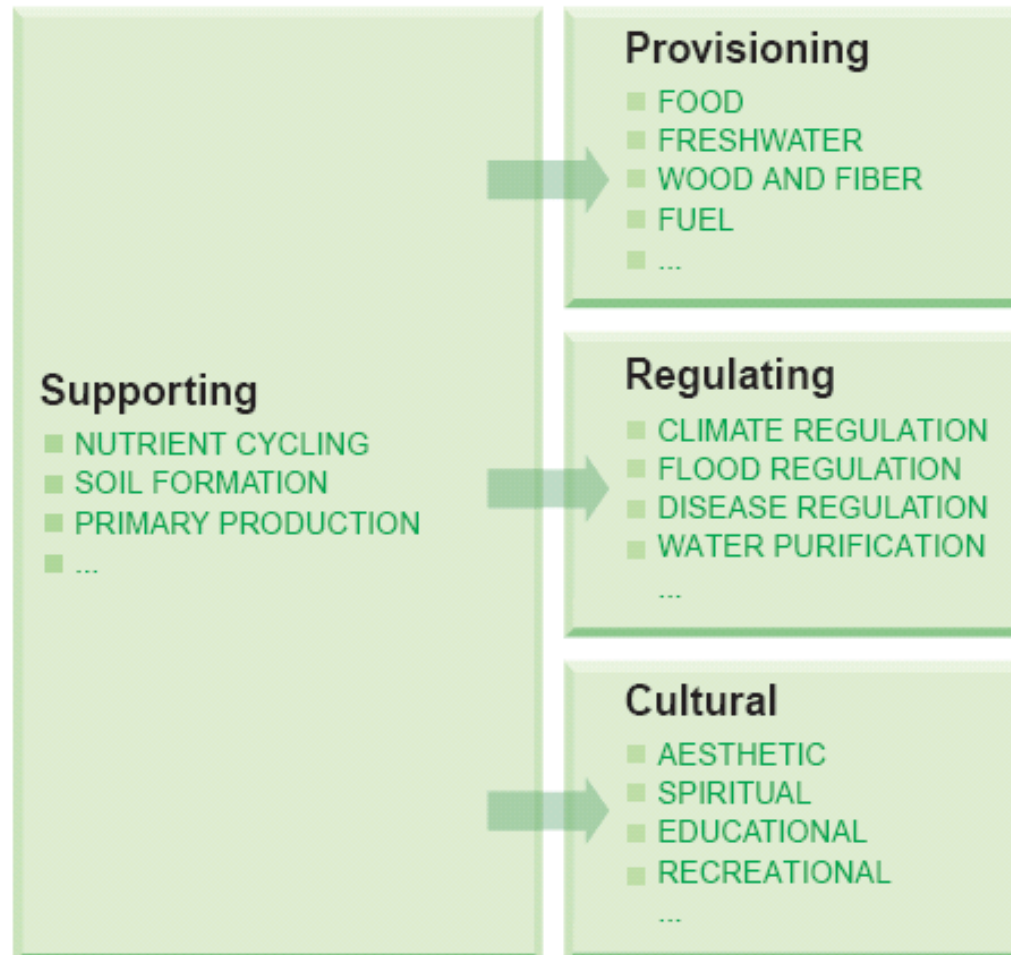 Supporting
NUTRIENT CYCLING
SOIL FORMATION
PRIMARY PRODUCTION
...
Provisioning
FOOD
FRESHWATER
WOOD AND FIBER
FUEL
...
Regulating
CLIMATE REGULATION
FLOOD REGULATION
DISEASE REGULATION
WATER PURIFICATION
...
Cultural
AESTHETIC
SPIRITUAL
EDUCATIONAL
RECREATIONAL
...